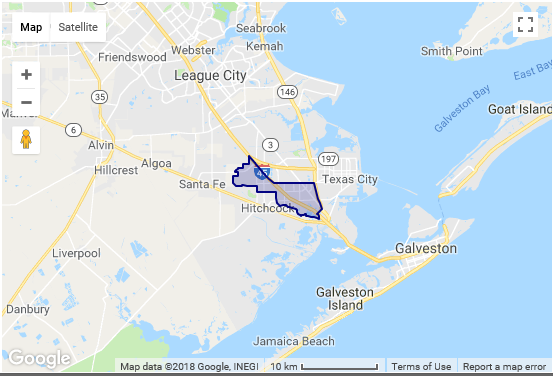 Map Satellite
Seabrook
Kemah
Webster
Friendswood
League City
Smith Point
East Bay
Galveston Bay
Goat Island
146
35
6
Alvin
3
Algoa
197
Hillcrest
45
Santa Fe
Texas City
Hitchcock
Galveston
Liverpool
Galveston
Island
Danbury
Jamaica Beach
Google
Map data ©2018 Google, INEGI 10 km Terms of Use Report a map error